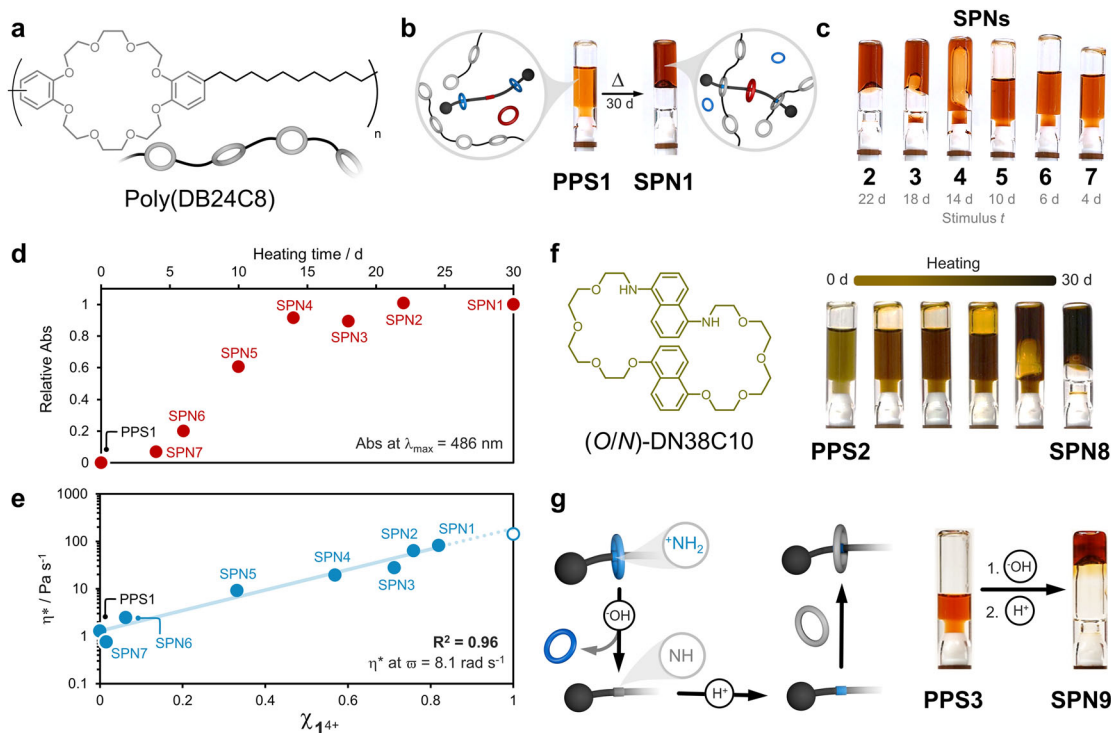 a
O
O
O
O
O
O
O
O
n
Poly(DB24C8)
b
Δ
30 d
PPS1
SPN1
c
SPNs
2
3
4
5
6
7
22 d
18 d
14 d
10 d
6 d
4 d
Stimulus t
d
Heating time / d
0
5
10
15
20
25
30
Relative Abs
1
0.8
0.6
0.4
0.2
0
SPN4
SPN3
SPN2
SPN1
SPN5
SPN6
PPS1
SPN7
Abs at λmax = 486 nm
e
η* / Pa s⁻¹
1000
100
10
1
0.1
SPN2
SPN1
SPN4
SPN3
SPN5
PPS1
SPN7
SPN6
R² = 0.96
η* at ϖ = 8.1 rad s⁻¹
0
0.2
0.4
0.6
0.8
1
χ1⁴⁺
f
O
HN
NH
O
O
O
O
O
O
O
O
O
(O/N)-DN38C10
0 d
Heating
30 d
PPS2
SPN8
g
⁺NH₂
⁻OH
NH
H⁺
1. ⁻OH
2. H⁺
PPS3
SPN9